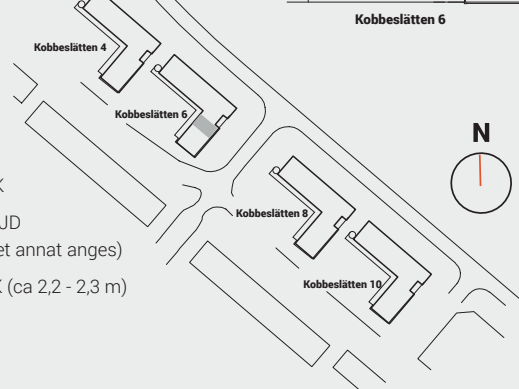 Kobbeslätten 6
Kobbeslätten 4
Kobbeslätten 6
N
K
JD
et annat anges)
K (ca 2,2 - 2,3 m)
Kobbeslätten 8
Kobbeslätten 10